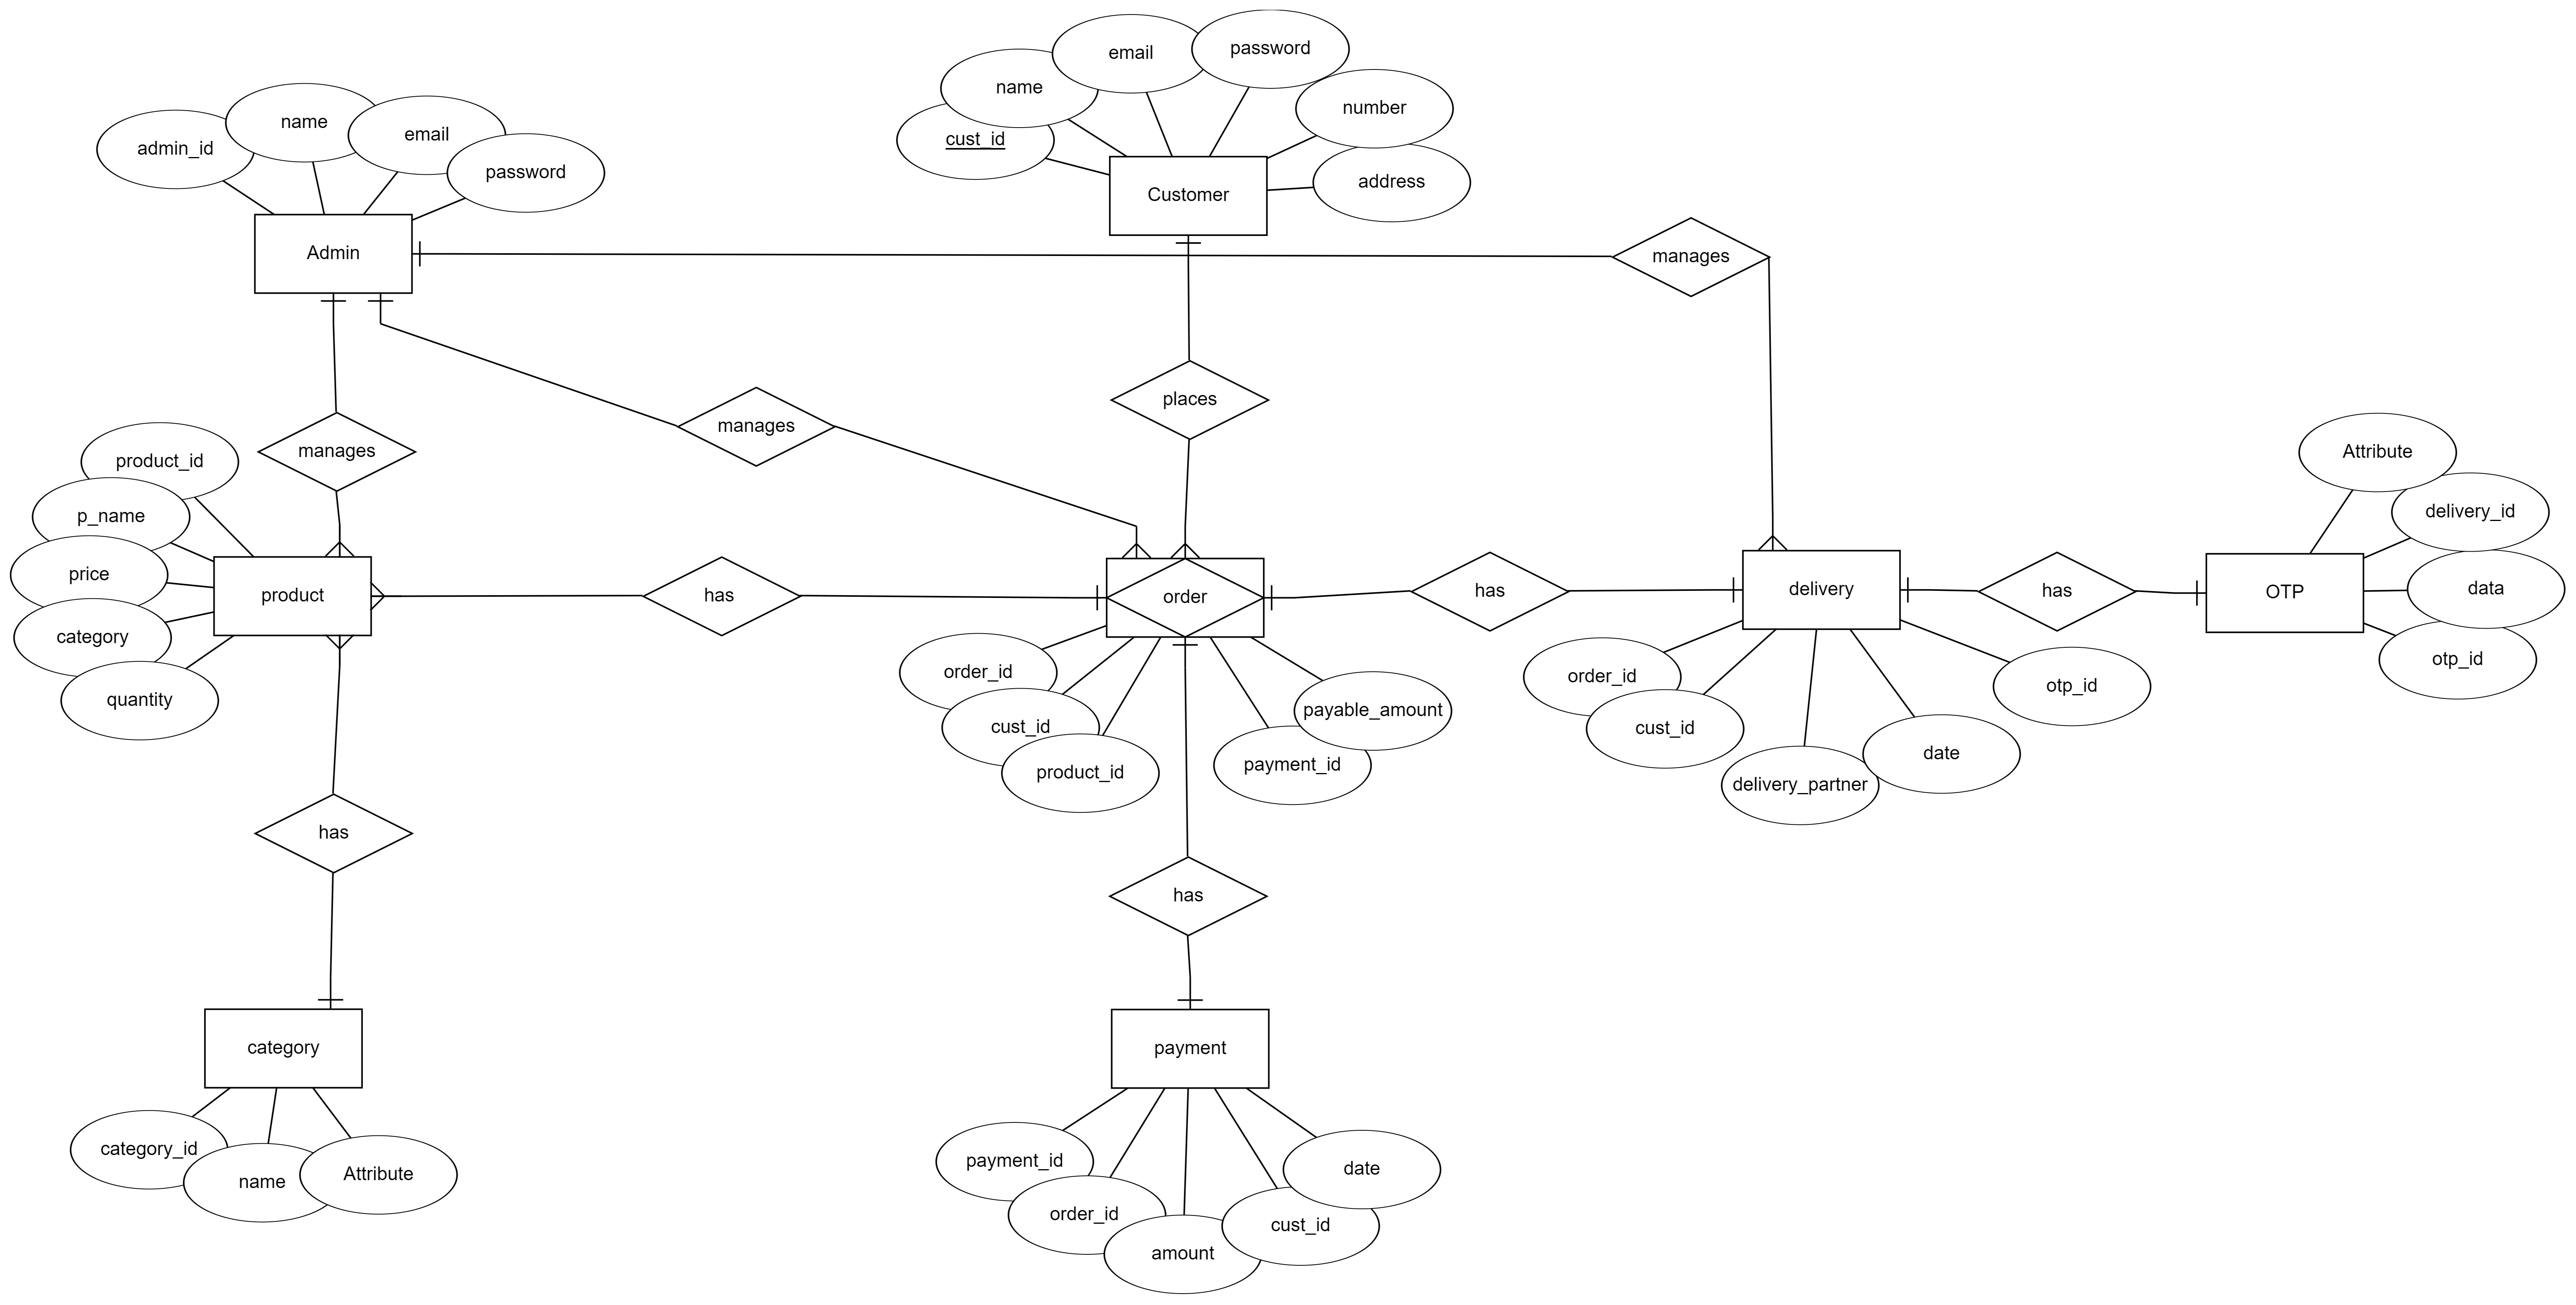 password
email
name
number
cust_id
address
Customer
name
email
admin_id
password
Admin
manages
places
manages
manages
product_id
p_name
price
category
quantity
product
has
order
has
delivery
has
OTP
Attribute
delivery_id
data
otp_id
order_id
cust_id
product_id
payment_id
payable_amount
order_id
cust_id
delivery_partner
date
otp_id
has
has
category
category_id
name
Attribute
payment
payment_id
order_id
amount
cust_id
date